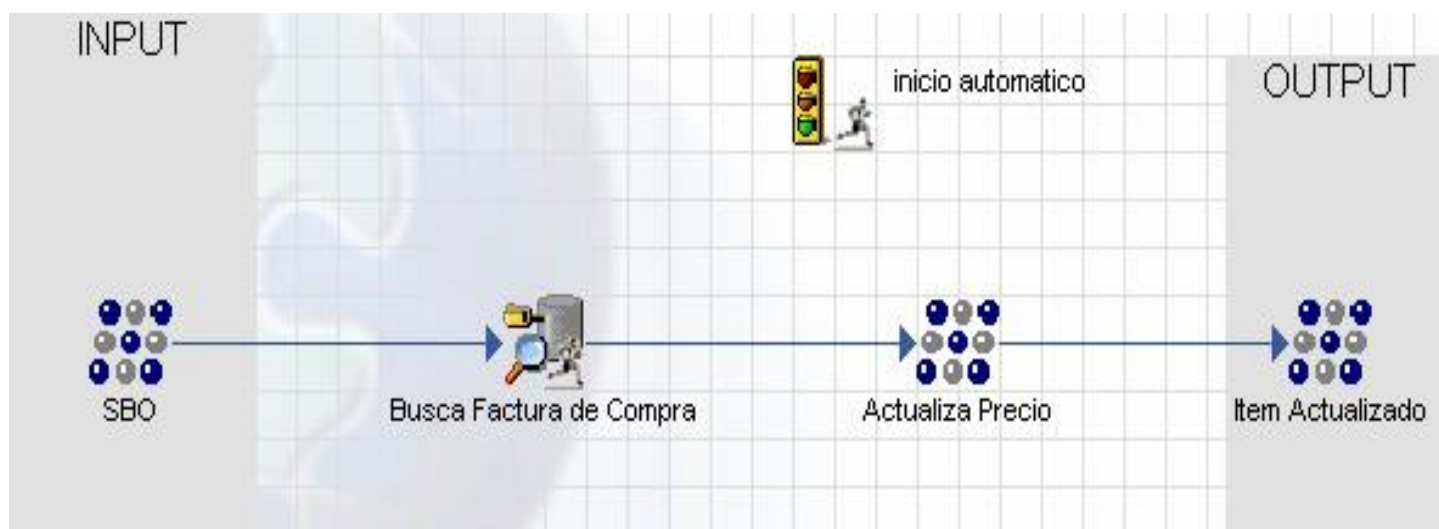 INPUT
inicio automatico
OUTPUT
SBO
Busca Factura de Compra
Actualiza Precio
Item Actualizado